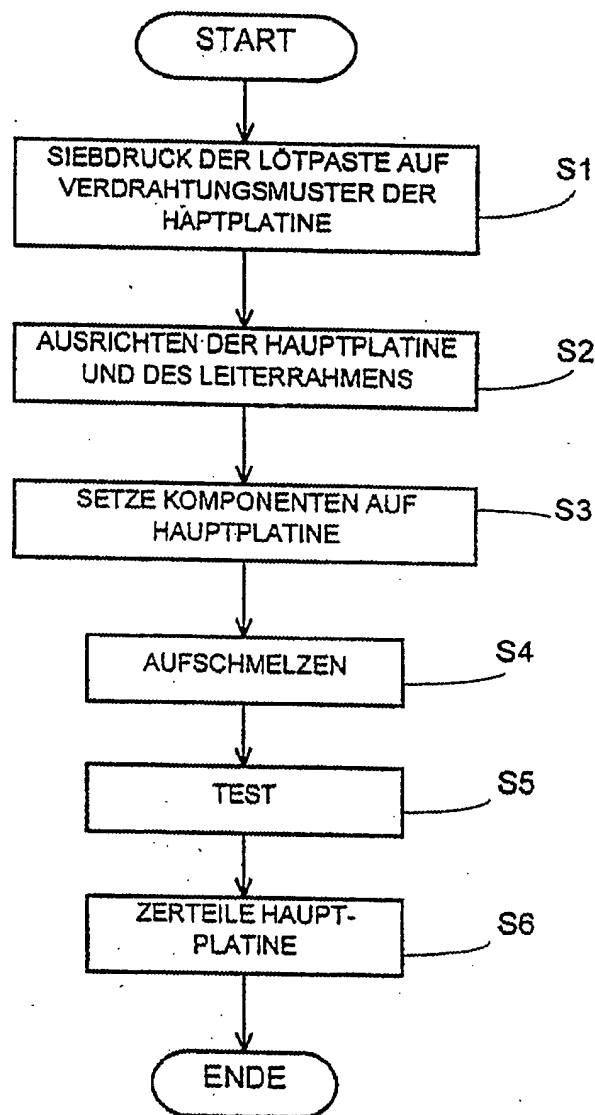 START
SIEBDRUCK DER LÖTPASTE AUF
VERDRAHTUNGSMUSTER DER
HAPTPLATINE
S1
AUSRICHTEN DER HAUPTPLATINE
UND DES LEITERRAHMENS
S2
SETZE KOMPONENTEN AUF
HAUPTPLATINE
S3
AUFSCHMELZEN
S4
TEST
S5
ZERTEILE HAUPT-
PLATINE
S6
ENDE